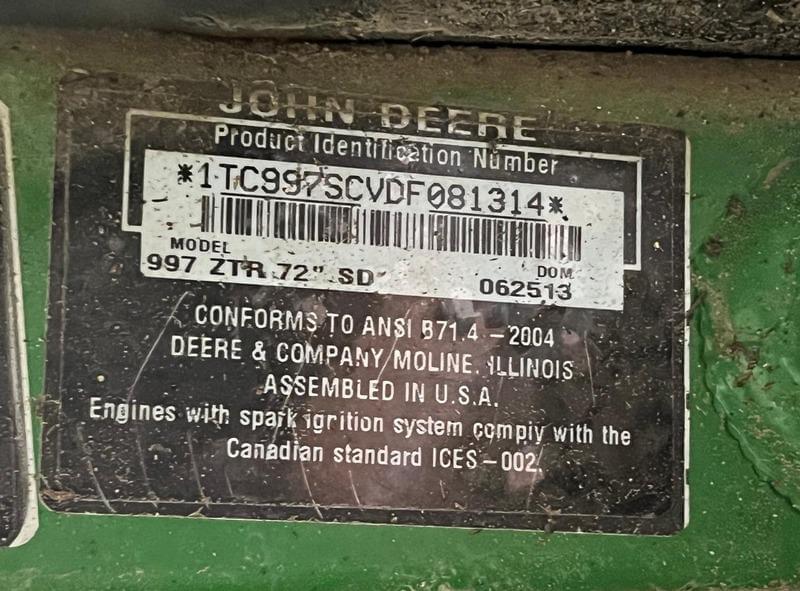 JOHN DEERE
Product Identification Number
*1TC997SCVDF081314*
MODEL
997 ZTR 72" SD
DOM
062513
CONFORMS TO ANSI B71.4 – 2004
DEERE & COMPANY MOLINE, ILLINOIS
ASSEMBLED IN U.S.A.
Engines with spark ignition system comply with the
Canadian standard ICES – 002.